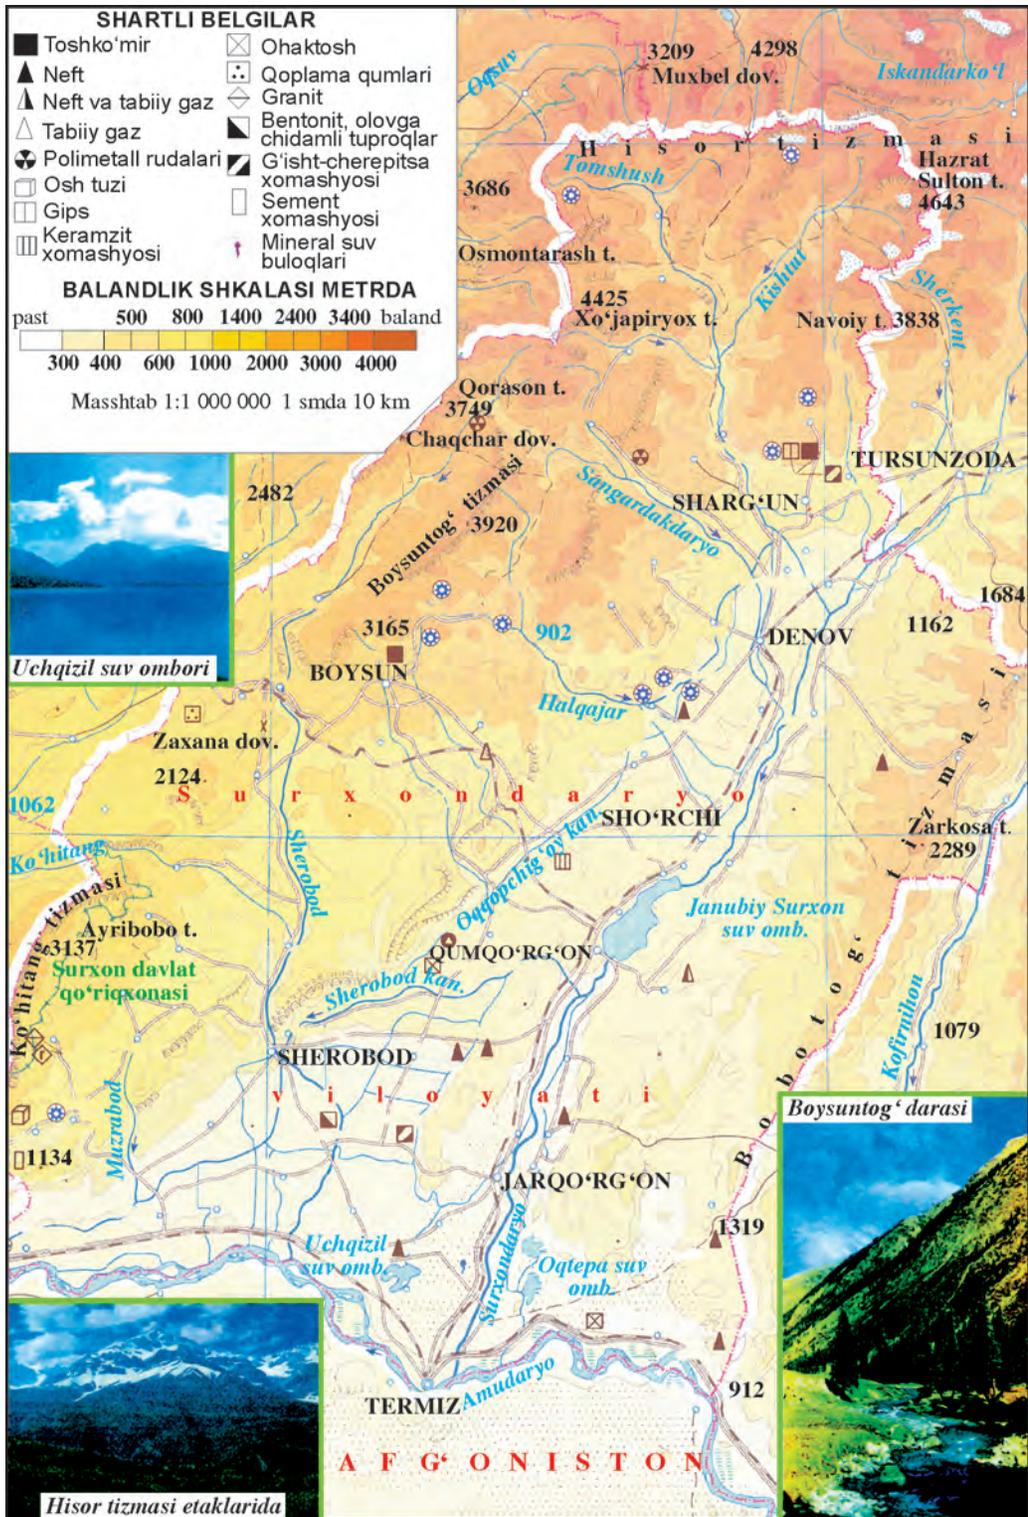 SHARTLI BELGILAR
Toshko‘mir
Neft
Neft va tabiiy gaz
Tabiiy gaz
Polimetall rudalari
Osh tuzi
Gips
Keramzit
xomashyosi
Ohaktosh
Qoplama qumlari
Granit
Bentonit, olovga
chidamli tuproqlar
G‘isht-cherepitsa
xomashyosi
Sement
xomashyosi
Mineral suv
buloqlari
BALANDLIK SHKALASI METRDA
past 500 800 1400 2400 3400 baland
300 400 600 1000 2000 3000 4000
Masshtab 1:1 000 000 1 smda 10 km
Oqsuv
3209
4298
Muxbel dov.
Iskandarko‘l
Hisor tizmasi
Tomshush
Hazrat
Sulton t.
4643
3686
Osmontarash t.
Kishtut
Sherkent
4425
Xo‘japiryox t.
Navoiy t. 3838
Qorason t.
3749
Chaqchar dov.
TURSUNZODA
2482
Boysuntog‘ tizmasi
3920
Sangardakdaryo
SHARG‘UN
1684
1162
3165
902
DENOV
BOYSUN
Halqajar
Uchqizil suv ombori
Zaxana dov.
2124
1062
Surxondaryo
SHO‘RCHI
Zarkosa t.
2289
Ko‘hitang
Sherobod
Oqqopchig‘oy kan.
Janubiy Surxon
suv omb.
Ko‘hitang tizmasi
Ayribobo t.
3137
Surxon davlat
qo‘riqxonasi
QUMQO‘RG‘ON
Sherobod kan.
Bobotog‘ tizmasi
Kofirnihon
1079
SHEROBOD
viloyati
Muzrabod
1134
JARQO‘RG‘ON
1319
Uchqizil
suv omb.
Surxondaryo
Oqtepa suv
omb.
TERMIZ
Amudaryo
912
AFG‘ONISTON
Boysuntog‘ darasi
Hisor tizmasi etaklarida